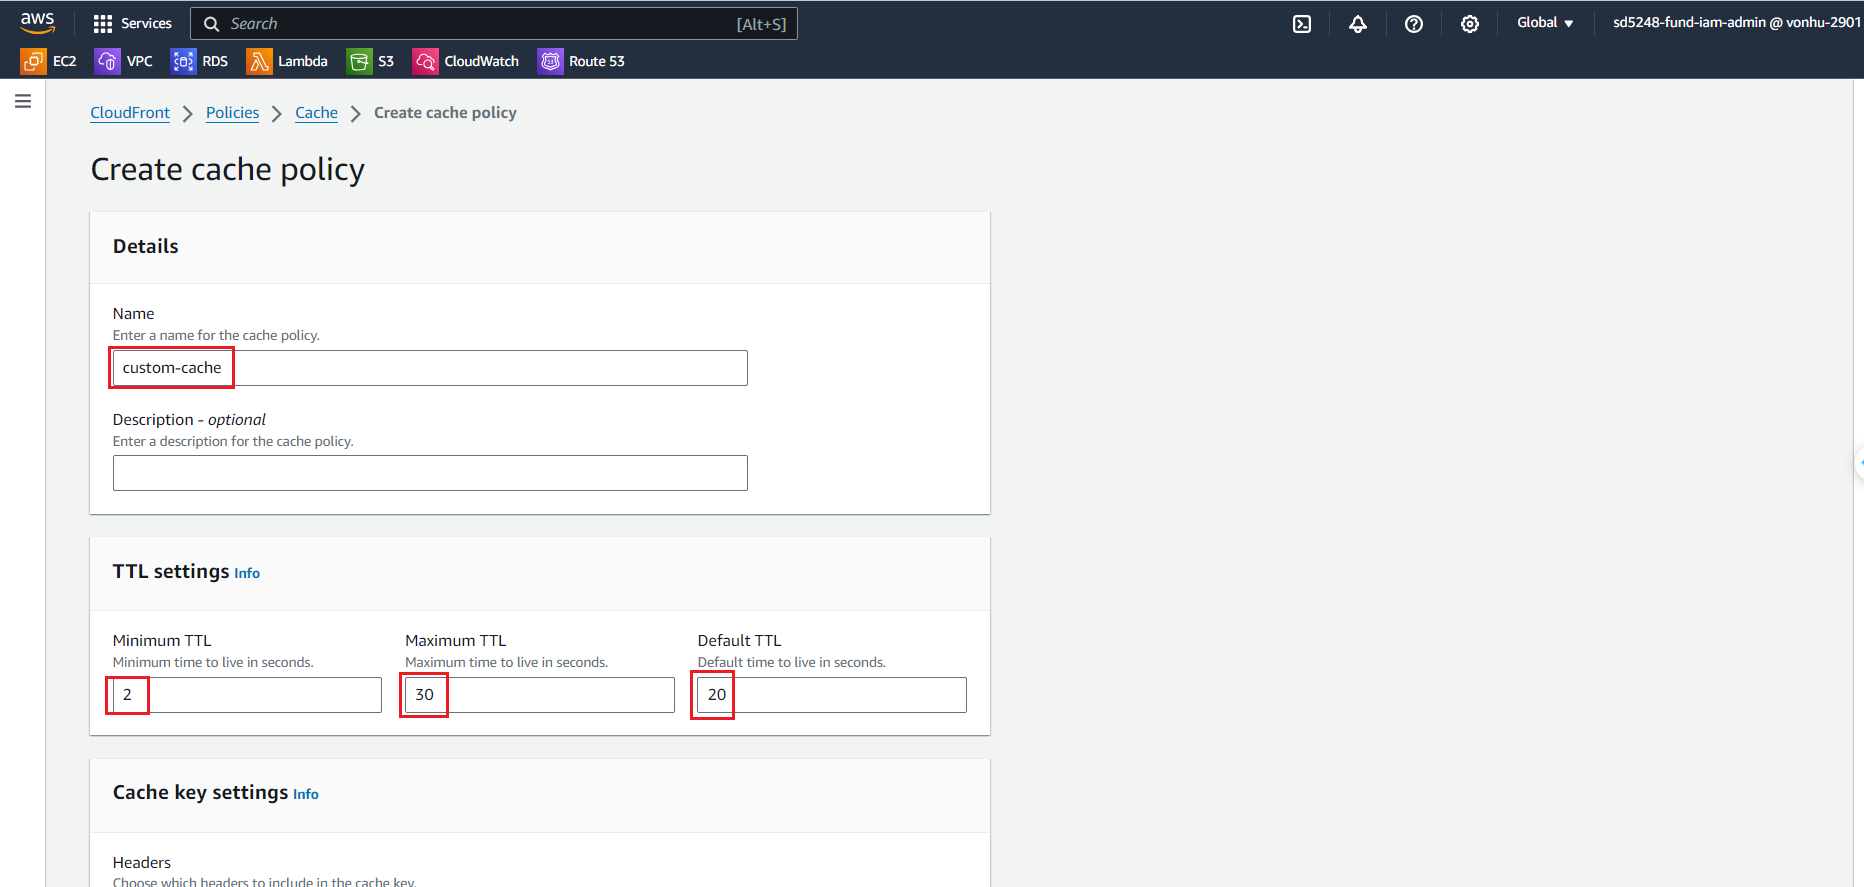 aws Services Search [Alt+S] Global sd5248-fund-iam-admin @ vonhu-2901
EC2 VPC RDS Lambda S3 CloudWatch Route 53
CloudFront Policies Cache Create cache policy
Create cache policy
Details
Name
Enter a name for the cache policy.
custom-cache
Description - optional
Enter a description for the cache policy.
TTL settings Info
Minimum TTL Maximum TTL Default TTL
Minimum time to live in seconds. Maximum time to live in seconds. Default time to live in seconds.
2 30 20
Cache key settings Info
Headers
Choose which headers to include in the cache key.